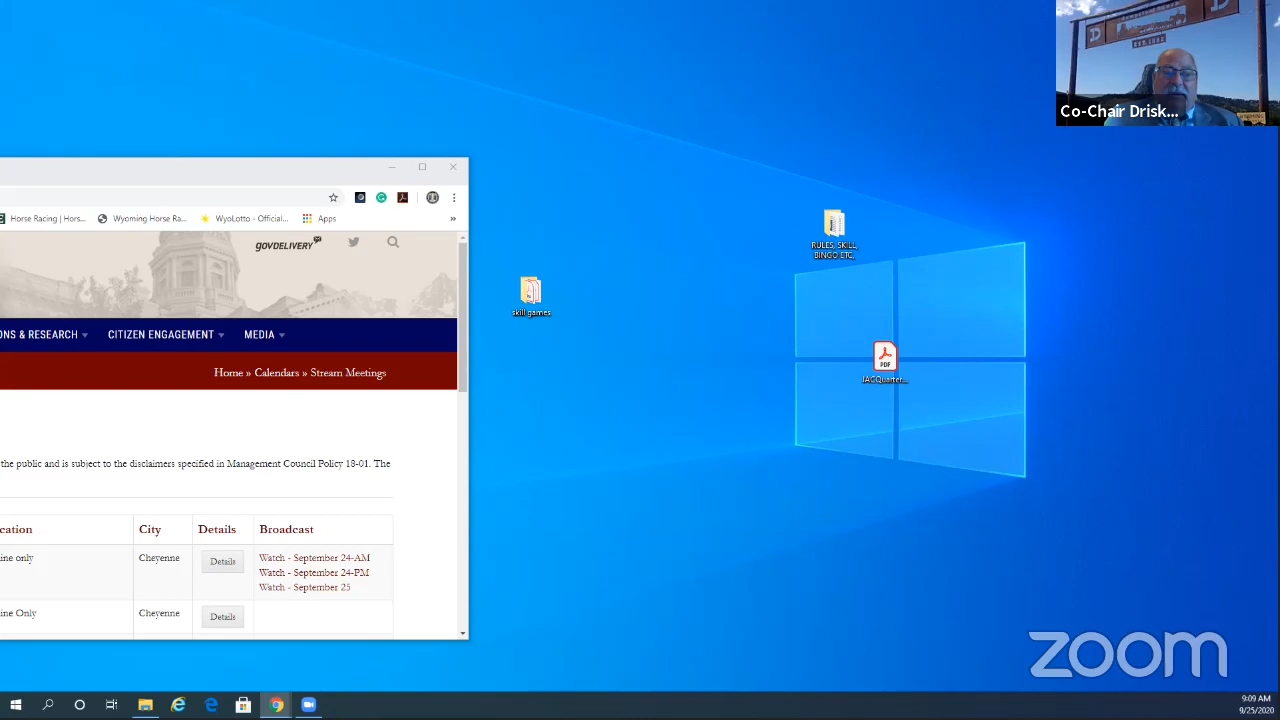 Co-Chair Drisk...
Horse Racing | Hors...
Wyoming Horse Ra...
WyoLotto - Official...
Apps
»
GOVDELIVERY
ONS & RESEARCH
CITIZEN ENGAGEMENT
MEDIA
Home » Calendars » Stream Meetings
the public and is subject to the disclaimers specified in Management Council Policy 18-01. The
cation
City
Details
Broadcast
ine only
Cheyenne
Details
Watch - September 24-AM
Watch - September 24-PM
Watch - September 25
ine Only
Cheyenne
Details
skill games
RULES, SKILL,
BINGO ETC,
PDF
JACQuarter...
zoom
9:09 AM
9/25/2020